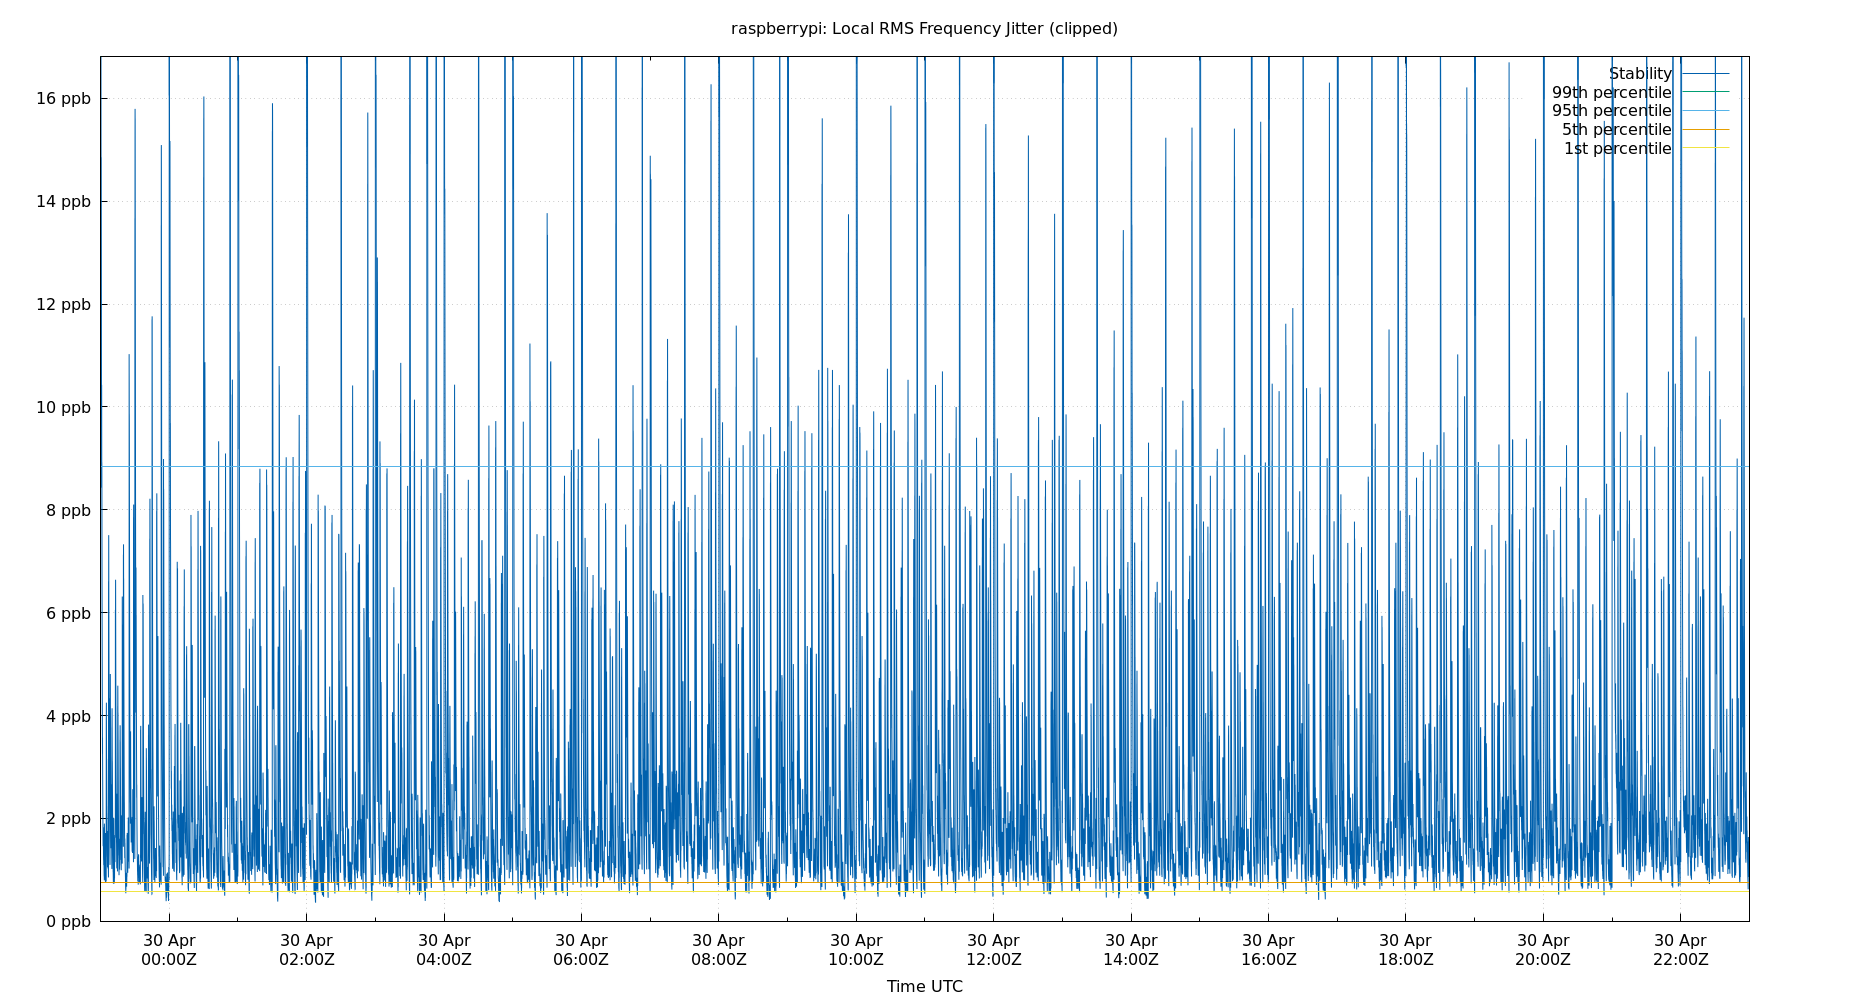 raspberrypi: Local RMS Frequency Jitter (clipped)
Stability
99th percentile
95th percentile
5th percentile
1st percentile
16 ppb
14 ppb
12 ppb
10 ppb
8 ppb
6 ppb
4 ppb
2 ppb
0 ppb
30 Apr 30 Apr 30 Apr 30 Apr 30 Apr 30 Apr 30 Apr 30 Apr 30 Apr 30 Apr 30 Apr 30 Apr
00:00Z 02:00Z 04:00Z 06:00Z 08:00Z 10:00Z 12:00Z 14:00Z 16:00Z 18:00Z 20:00Z 22:00Z
Time UTC